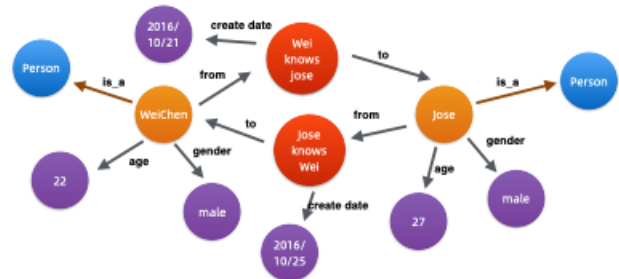 2016/
10/21
create date
Wei
knows
jose
to
Person
is_a
from
WeiChen
is_a
Person
Jose
from
to
Jose
knows
Wei
age
gender
22
male
create date
2016/
10/25
age
gender
27
male